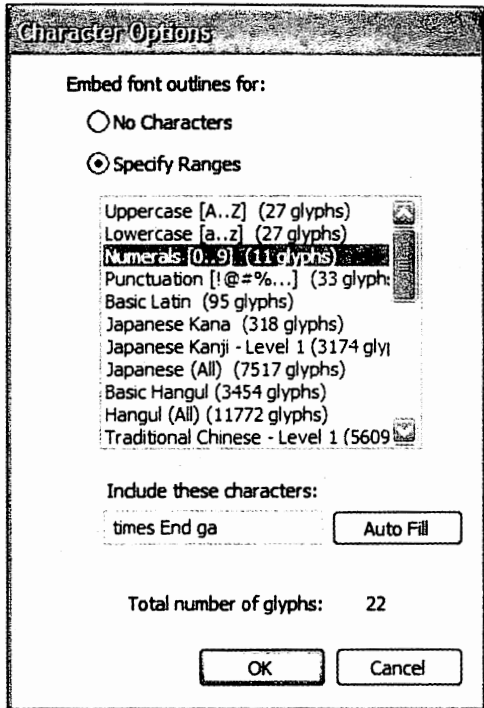 Character Options
Embed font outlines for:
No Characters
Specify Ranges
Uppercase [A..Z] (27 glyphs)
Lowercase [a..z] (27 glyphs)
Numerals [0..9] (11 glyphs)
Punctuation [!@#%...] (33 glyph:
Basic Latin (95 glyphs)
Japanese Kana (318 glyphs)
Japanese Kanji - Level 1 (3174 gly
Japanese (All) (7517 glyphs)
Basic Hangul (3454 glyphs)
Hangul (All) (11772 glyphs)
Traditional Chinese - Level 1 (5609
Include these characters:
times End ga Auto Fill
Total number of glyphs: 22
OK Cancel